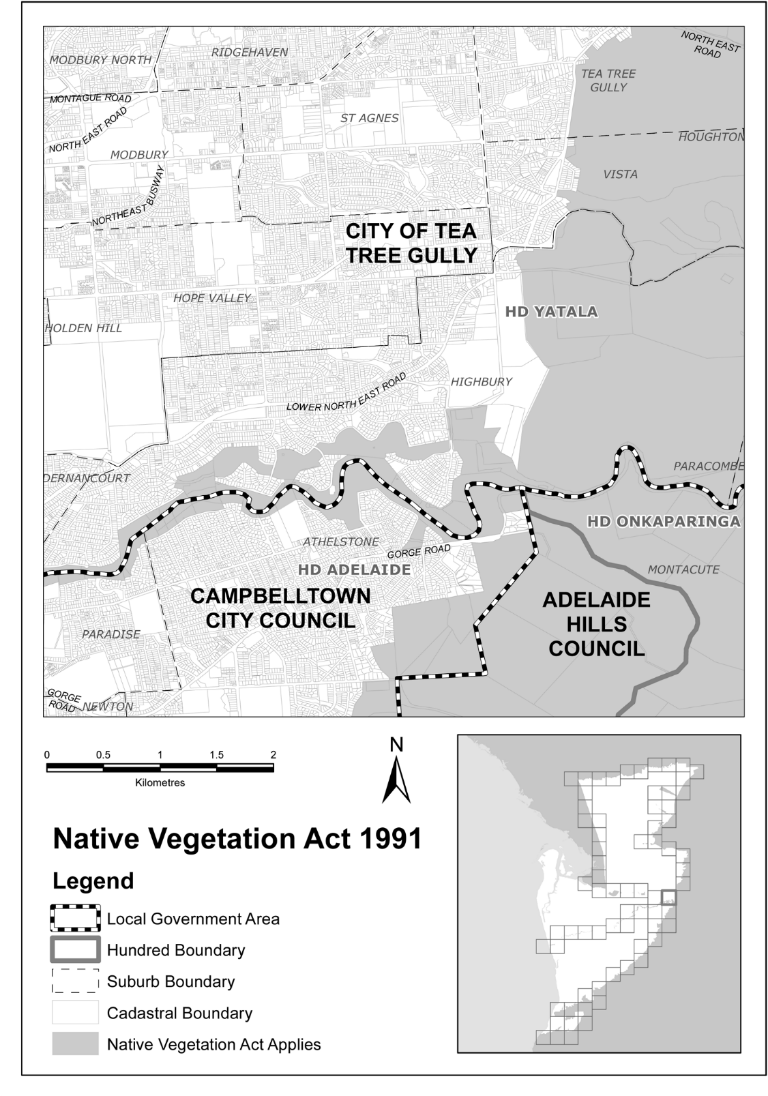 MODBURY NORTH
RIDGEHAVEN
NORTH EAST
ROAD
TEA TREE
GULLY
MONTAGUE ROAD
NORTH EAST ROAD
ST AGNES
HOUGHTON
MODBURY
VISTA
NORTHEAST BUSWAY
CITY OF TEA
TREE GULLY
HOPE VALLEY
HD YATALA
HOLDEN HILL
HIGHBURY
LOWER NORTH EAST ROAD
PARACOMBE
DERNANCOURT
HD ONKAPARINGA
ATHELSTONE
GORGE ROAD
HD ADELAIDE
MONTACUTE
CAMPBELLTOWN
CITY COUNCIL
ADELAIDE
HILLS
COUNCIL
PARADISE
GORGE
ROAD
NEWTON
0 0.5 1 1.5 2
Kilometres
N
Native Vegetation Act 1991
Legend
Local Government Area
Hundred Boundary
Suburb Boundary
Cadastral Boundary
Native Vegetation Act Applies